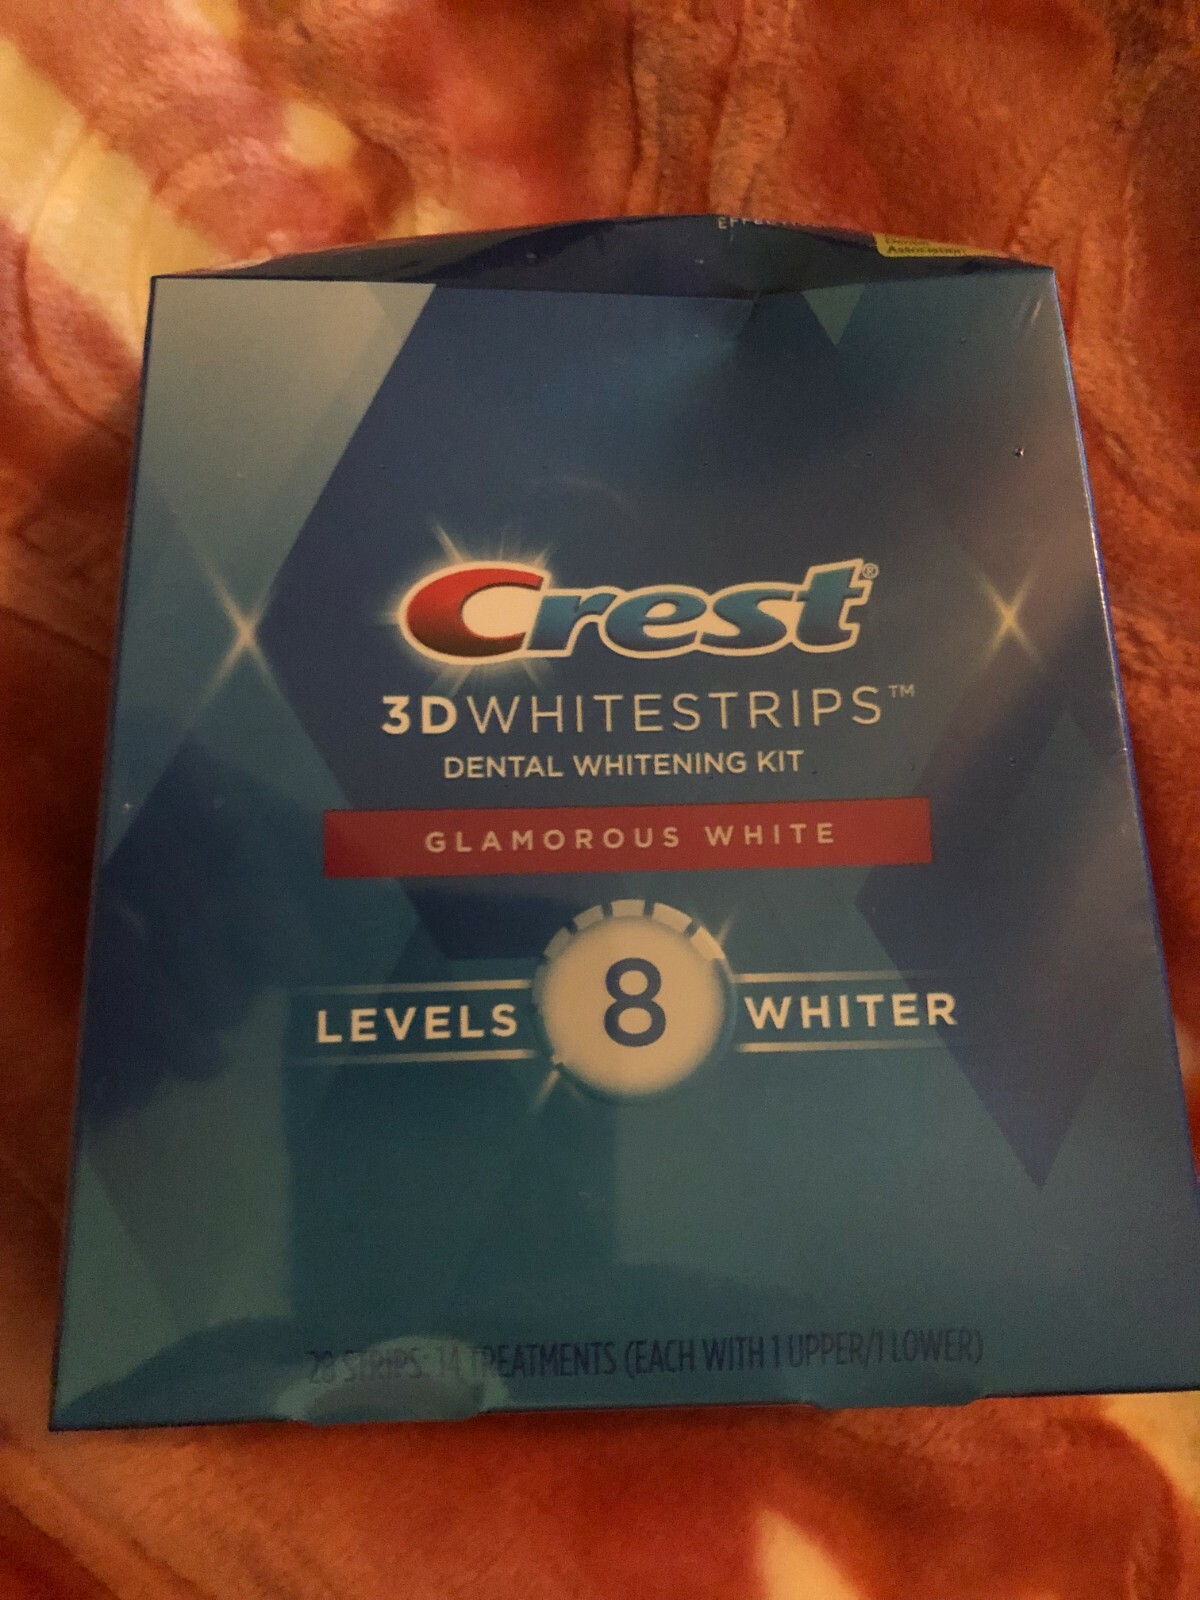 Association
Crest®
3DWHITESTRIPS™
DENTAL WHITENING KIT
GLAMOROUS WHITE
LEVELS 8 WHITER
28 STRIPS: 14 TREATMENTS (EACH WITH 1 UPPER/1 LOWER)